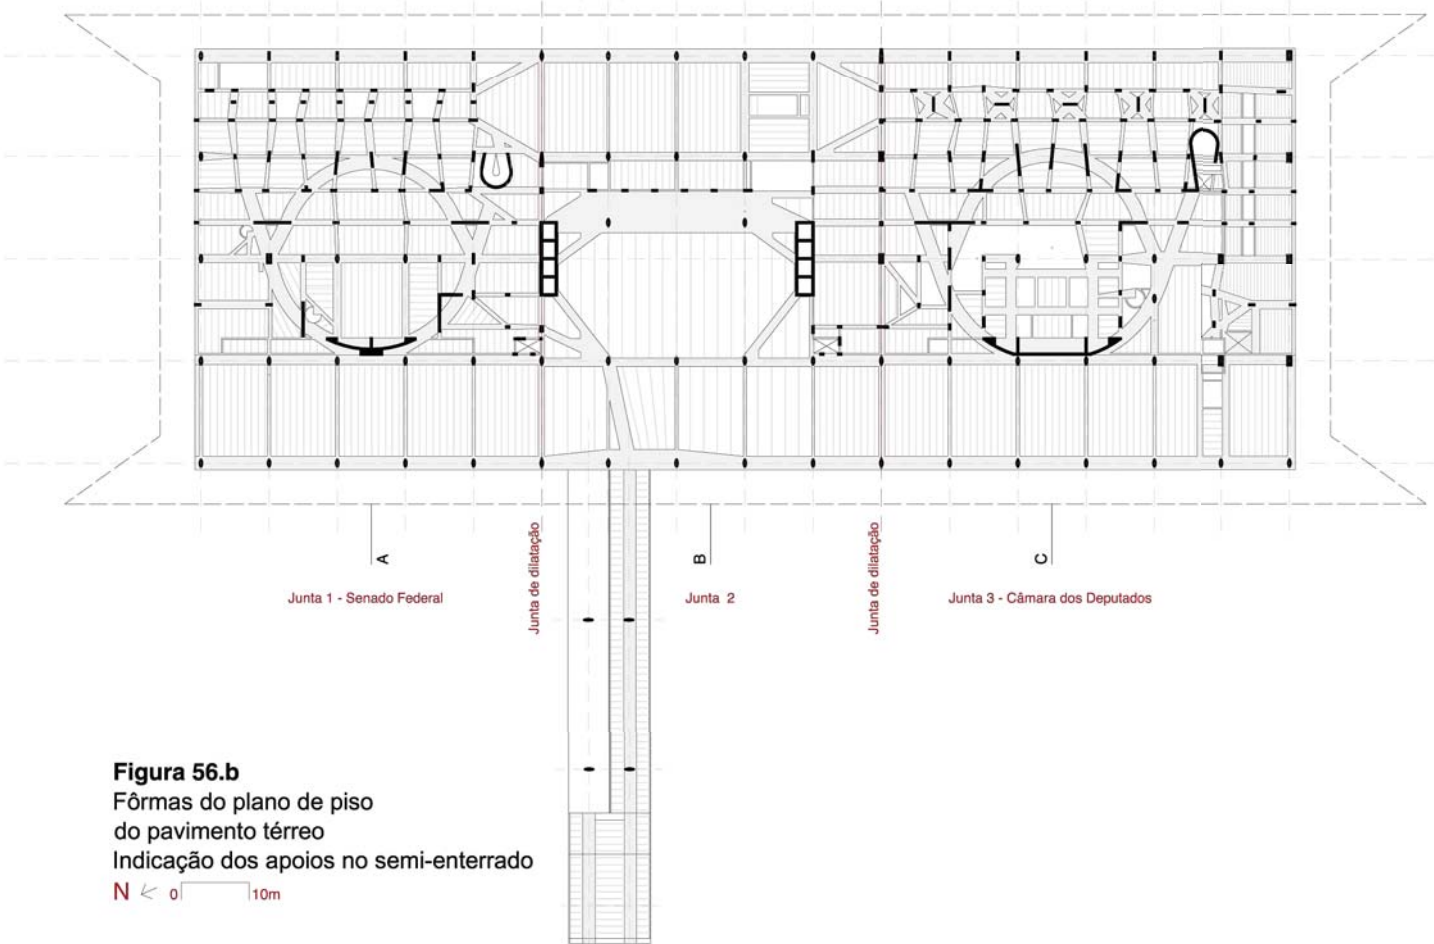 A
B
C
Junta de dilatação
Junta de dilatação
Junta 1 - Senado Federal
Junta 2
Junta 3 - Câmara dos Deputados
Figura 56.b
Fôrmas do plano de piso
do pavimento térreo
Indicação dos apoios no semi-enterrado
N 0 10m